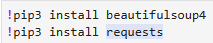 !pip3 install beautifulsoup4
!pip3 install requests